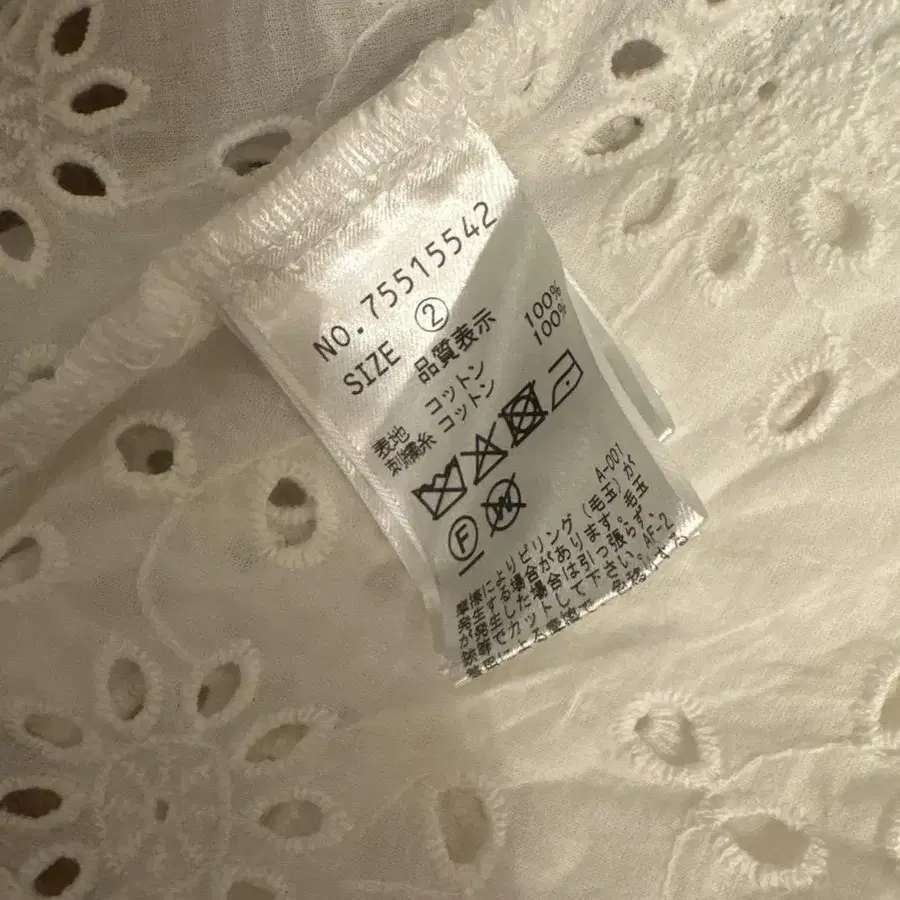 NO.75515542
SIZE ②
品質表示
表地 コットン 100%
刺繍糸 コットン 100%
F W
A-001
摩擦によりピリング(毛玉)が
発生する場合があります。毛玉
が発生した場合は引っ張らず、
鋏でカットして下さい。 AF-2